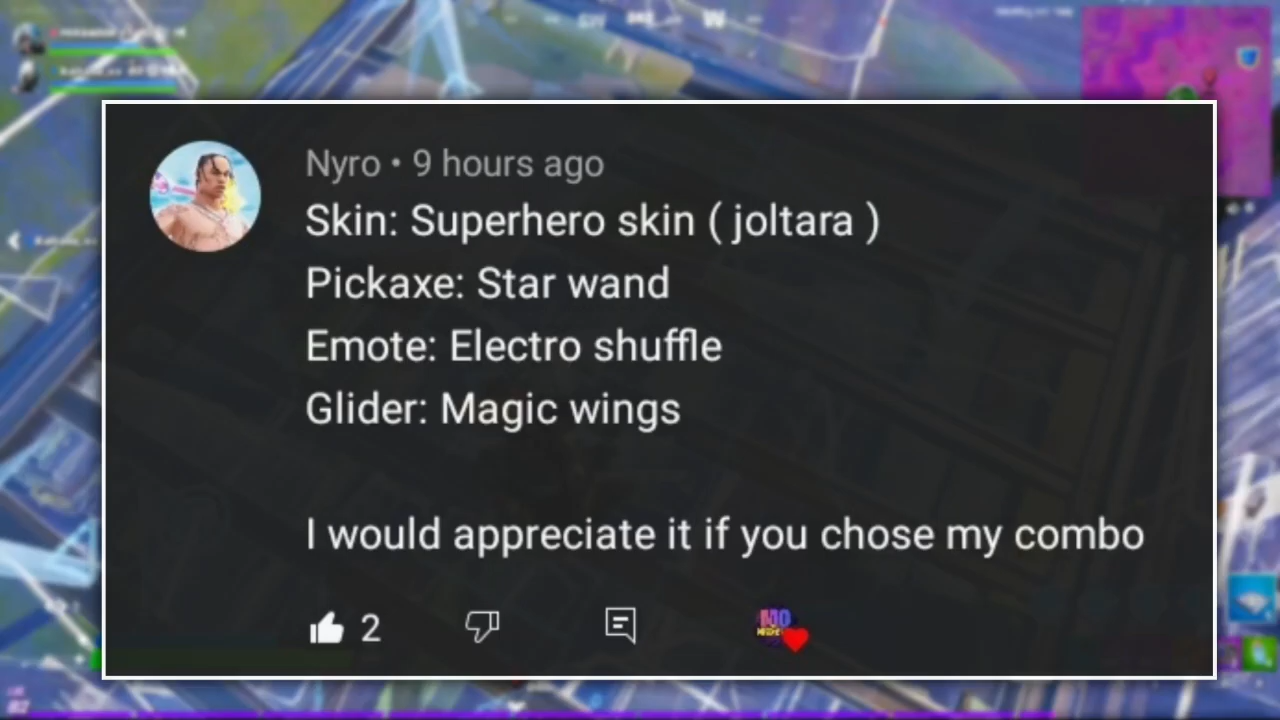 Nyro • 9 hours ago
Skin: Superhero skin ( joltara )
Pickaxe: Star wand
Emote: Electro shuffle
Glider: Magic wings
I would appreciate it if you chose my combo
2